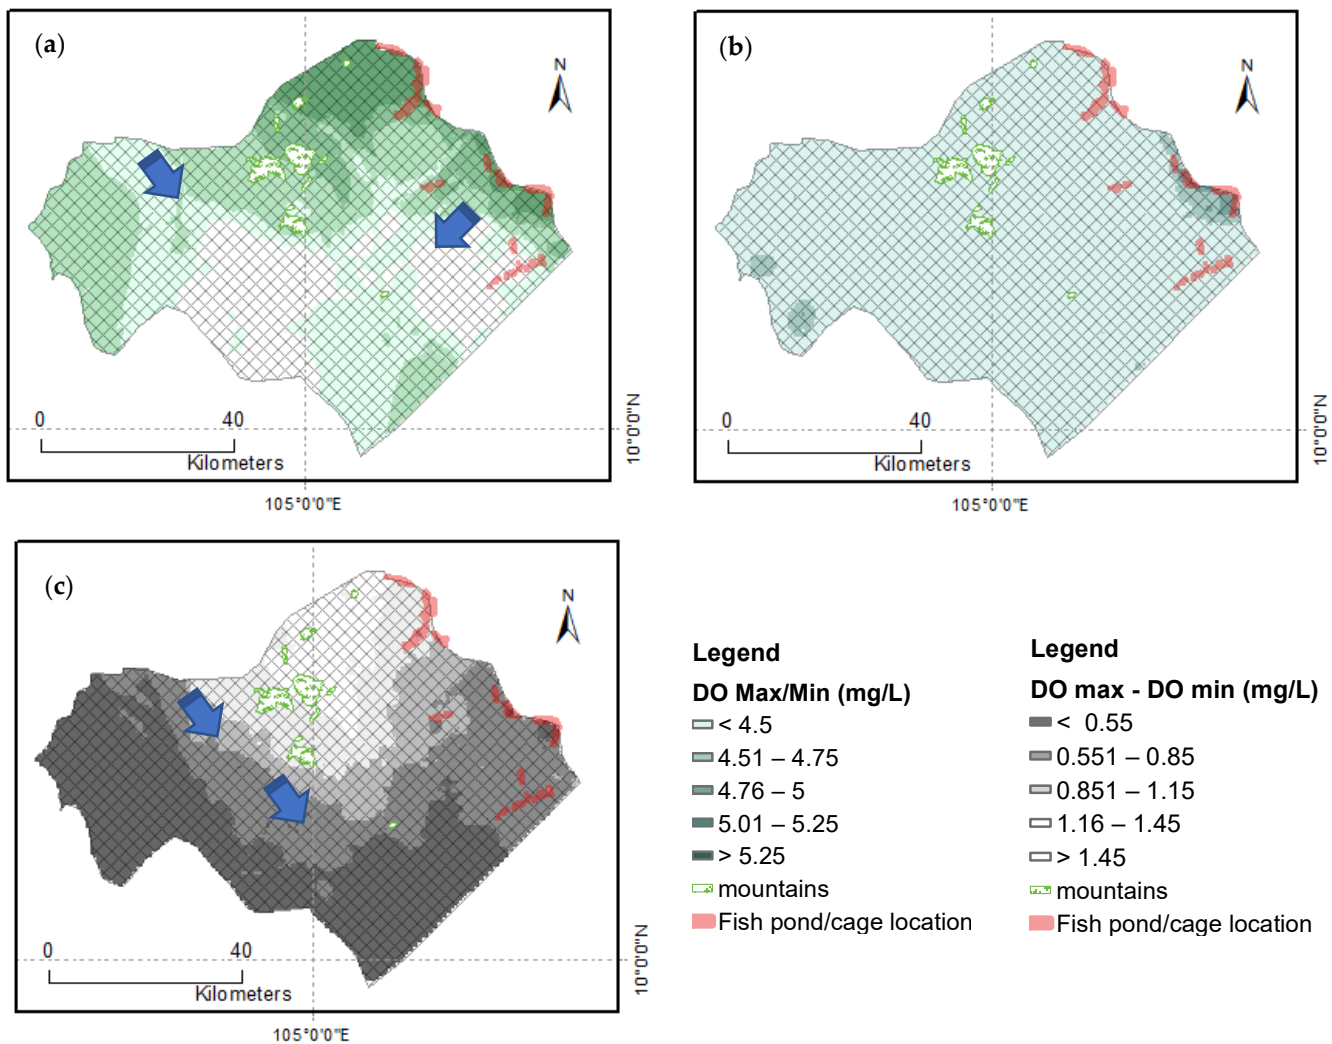 (a)
N
0 40
Kilometers
10°0'0"N
105°0'0"E
(b)
N
0 40
Kilometers
10°0'0"N
105°0'0"E
(c)
N
0 40
Kilometers
10°0'0"N
105°0'0"E
Legend
DO Max/Min (mg/L)
< 4.5
4.51 – 4.75
4.76 – 5
5.01 – 5.25
> 5.25
mountains
Fish pond/cage location
Legend
DO max - DO min (mg/L)
< 0.55
0.551 – 0.85
0.851 – 1.15
1.16 – 1.45
> 1.45
mountains
Fish pond/cage location